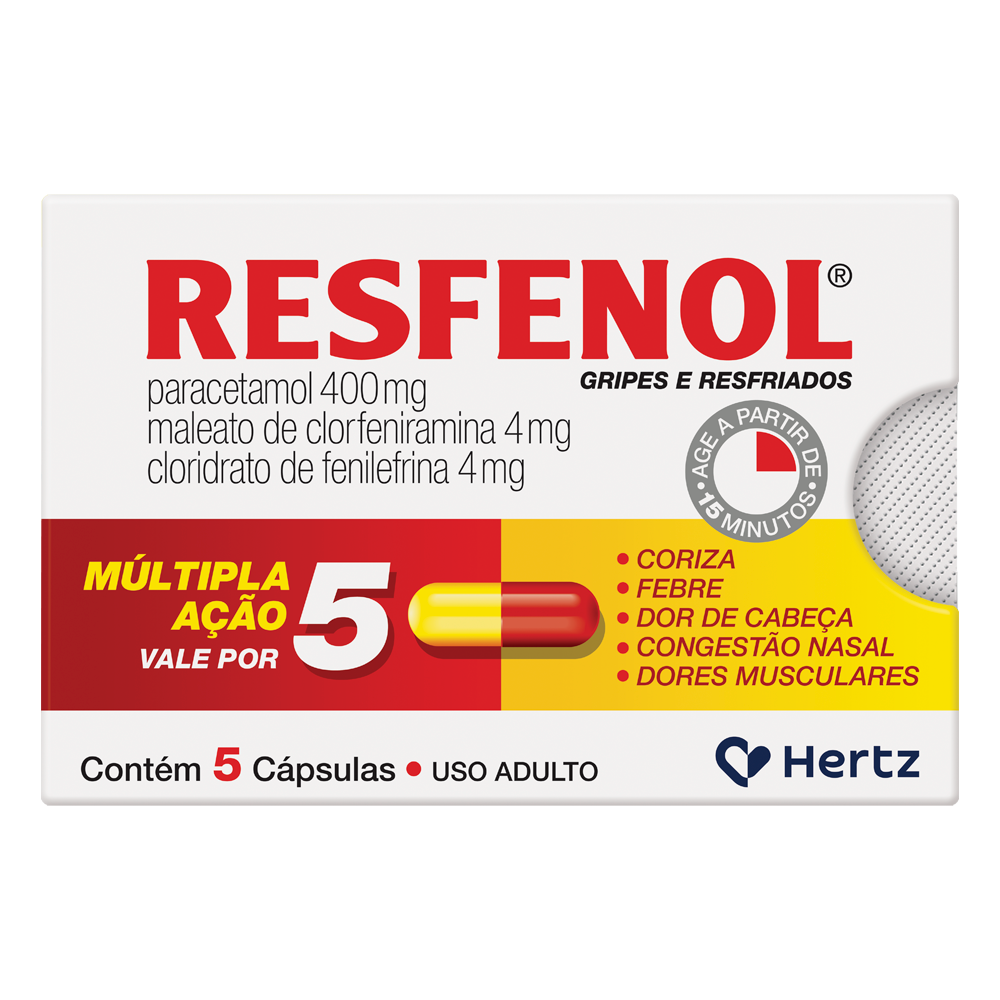 RESFENOL®
GRIPES E RESFRIADOS
paracetamol 400 mg
maleato de clorfeniramina 4 mg
cloridrato de fenilefrina 4 mg
AGE A PARTIR DE
• 15 MINUTOS •
MÚLTIPLA
AÇÃO
VALE POR
5
• CORIZA
• FEBRE
• DOR DE CABEÇA
• CONGESTÃO NASAL
• DORES MUSCULARES
Contém 5 Cápsulas • USO ADULTO
Hertz